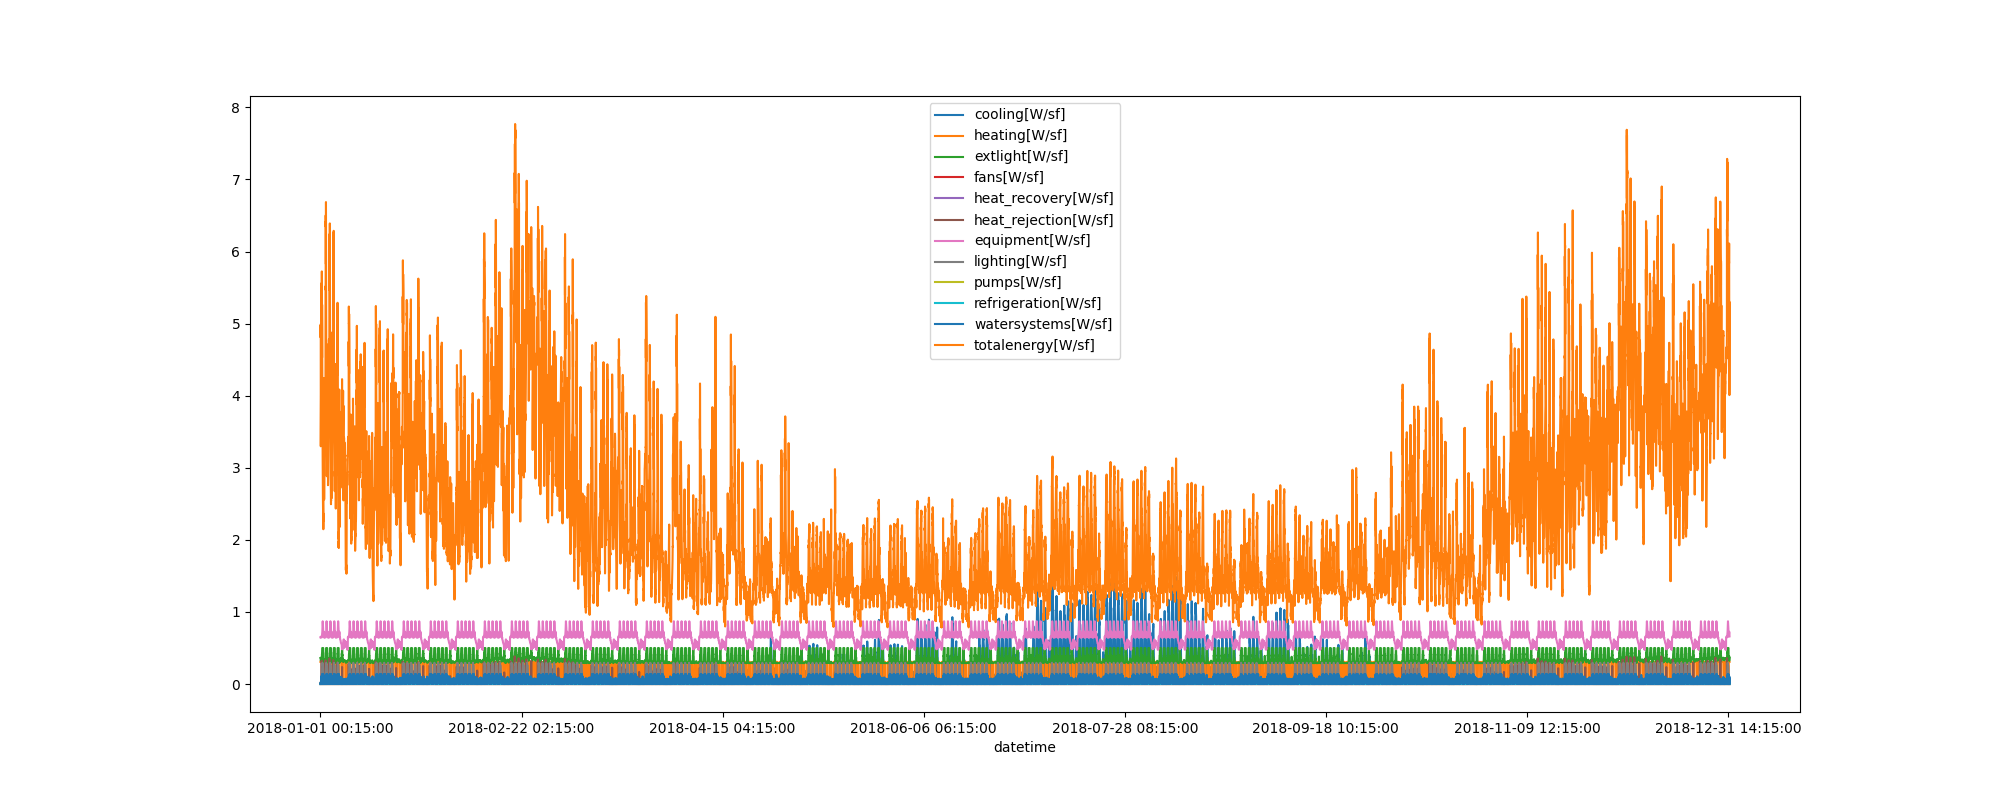 8
7
6
5
4
3
2
1
0
cooling[W/sf]
heating[W/sf]
extlight[W/sf]
fans[W/sf]
heat_recovery[W/sf]
heat_rejection[W/sf]
equipment[W/sf]
lighting[W/sf]
pumps[W/sf]
refrigeration[W/sf]
watersystems[W/sf]
totalenergy[W/sf]
2018-01-01 00:15:00 2018-02-22 02:15:00 2018-04-15 04:15:00 2018-06-06 06:15:00 2018-07-28 08:15:00 2018-09-18 10:15:00 2018-11-09 12:15:00 2018-12-31 14:15:00
datetime